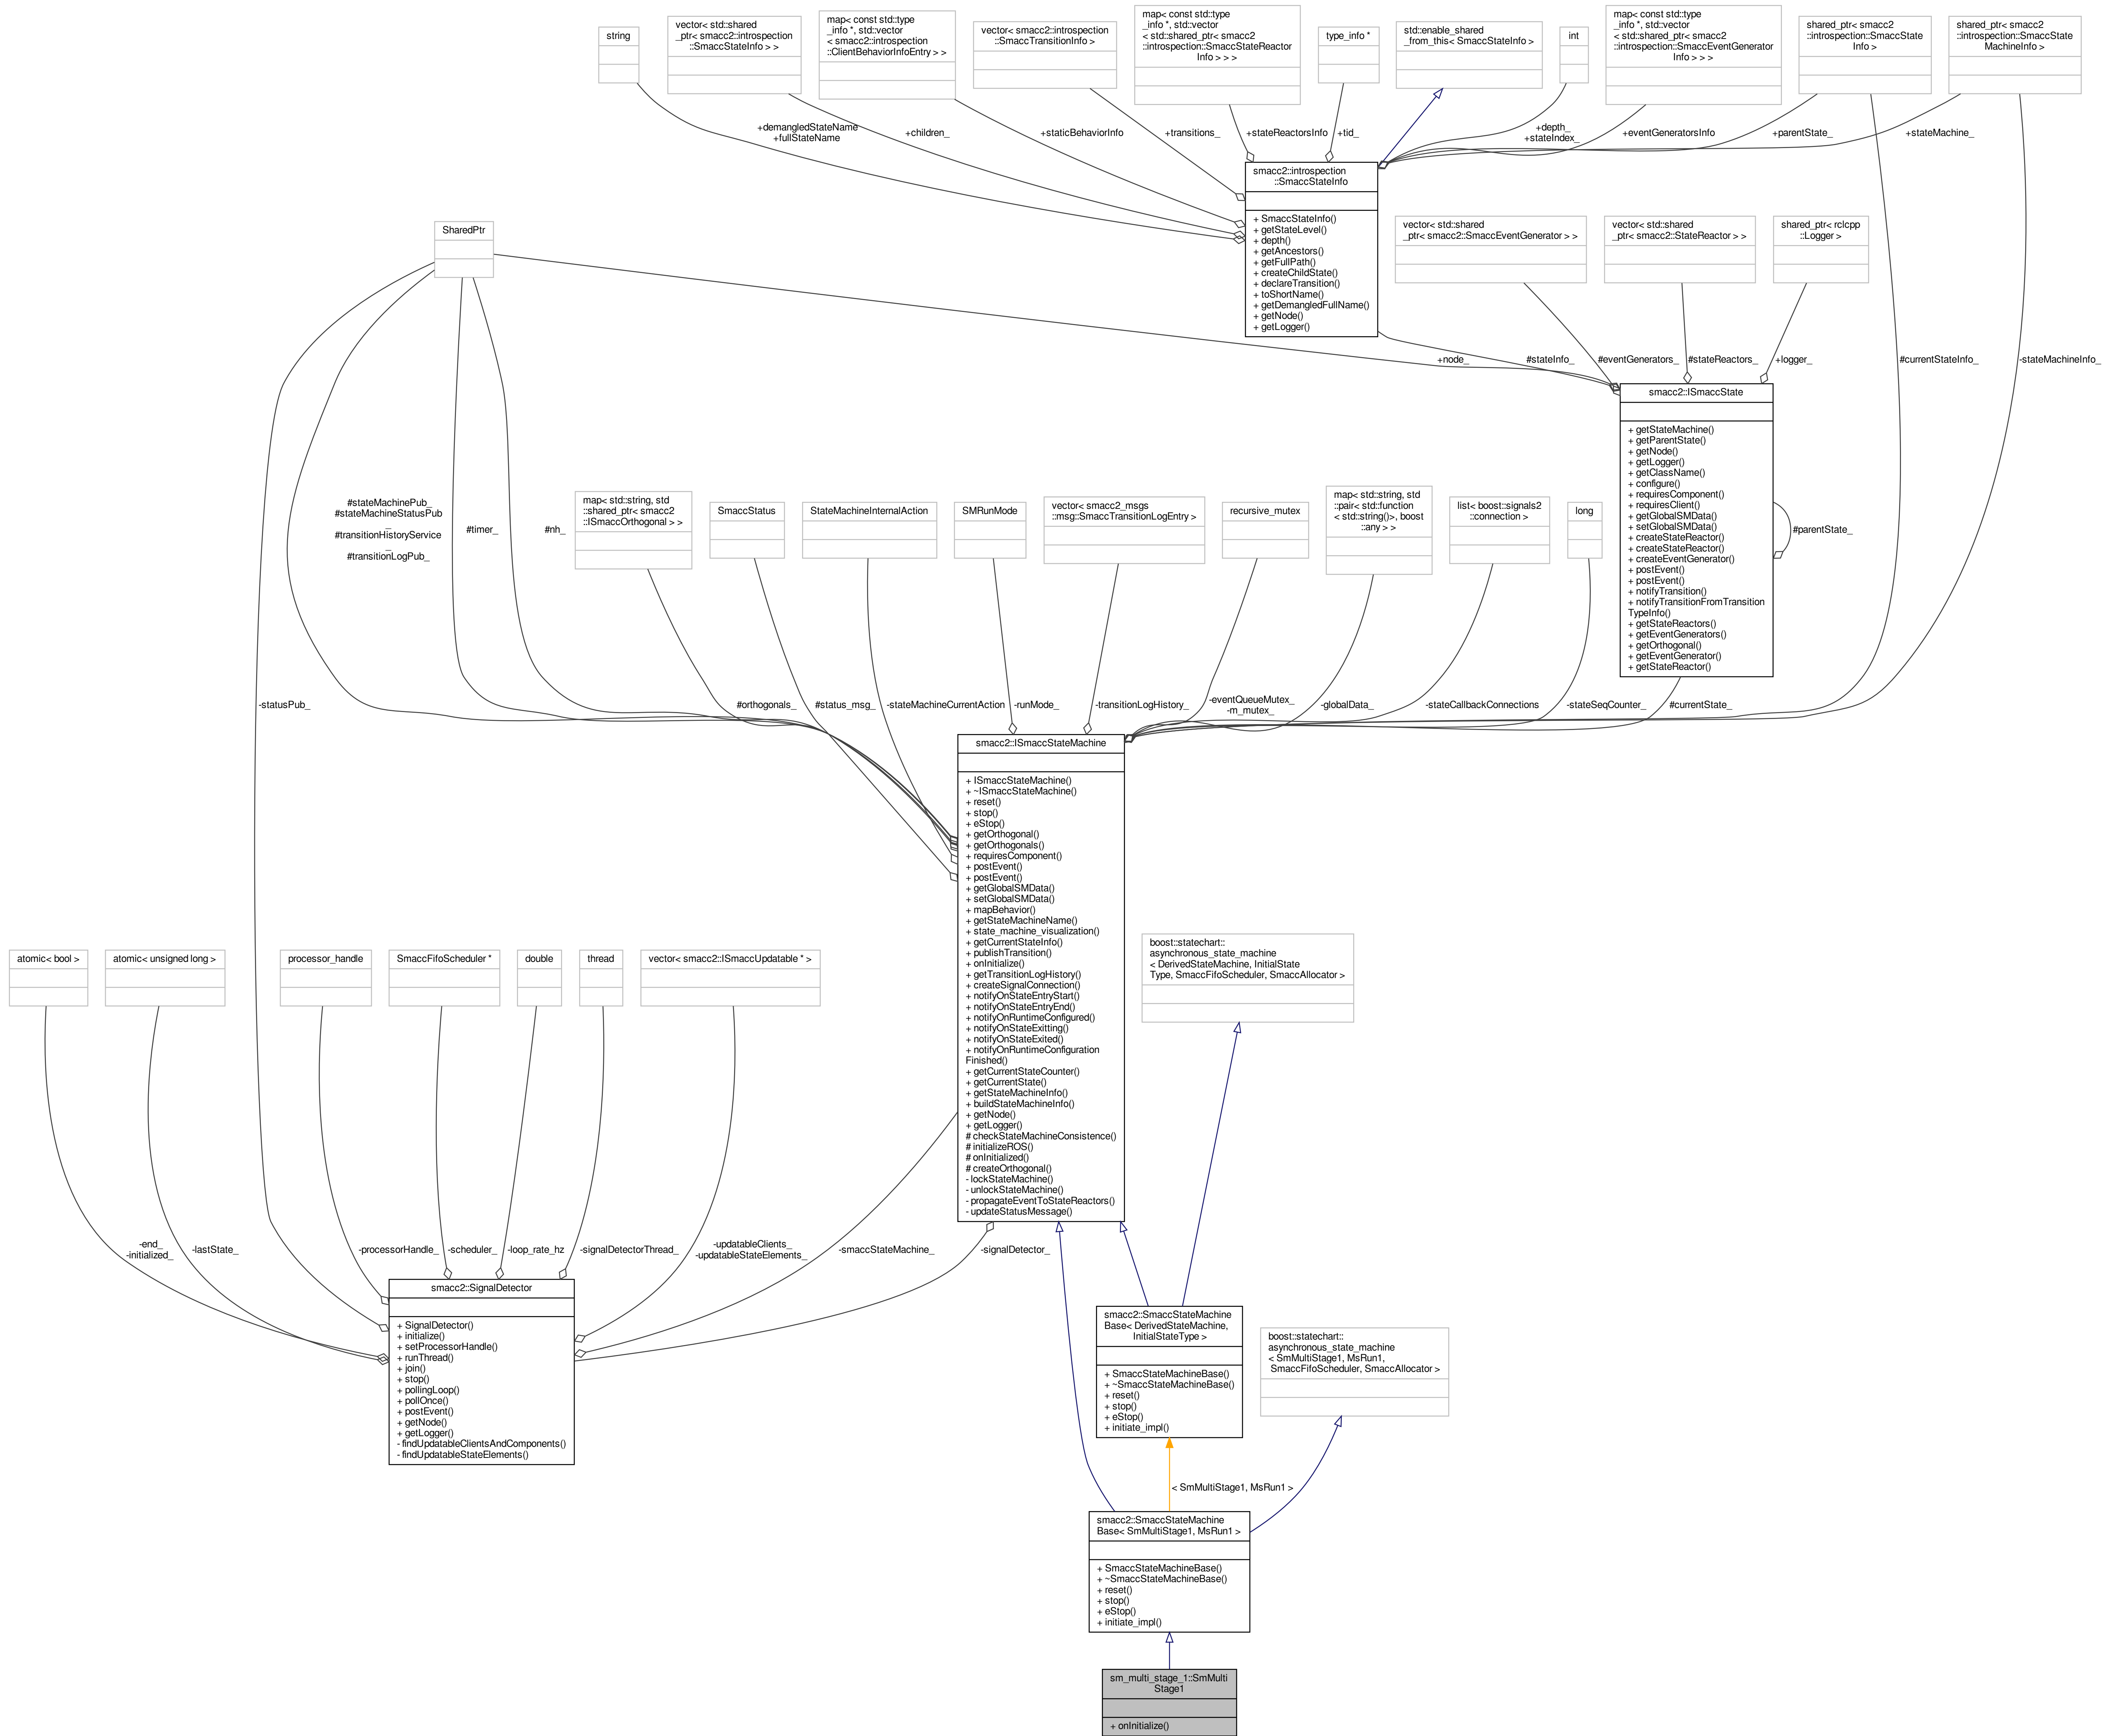 string
vector< std::shared
_ptr< smacc2::introspection
::SmaccStateInfo > >
map< const std::type
_info *, std::vector
< smacc2::introspection
::ClientBehaviorInfoEntry > >
vector< smacc2::introspection
::SmaccTransitionInfo >
map< const std::type
_info *, std::vector
< std::shared_ptr< smacc2
::introspection::SmaccStateReactor
Info > > >
type_info *
std::enable_shared
_from_this< SmaccStateInfo >
int
map< const std::type
_info *, std::vector
< std::shared_ptr< smacc2
::introspection::SmaccEventGenerator
Info > > >
shared_ptr< smacc2
::introspection::SmaccState
Info >
shared_ptr< smacc2
::introspection::SmaccState
MachineInfo >
+demangledStateName
+fullStateName
+children_
+staticBehaviorInfo
+transitions_
+stateReactorsInfo
+tid_
+depth_
+stateIndex_
+eventGeneratorsInfo
+parentState_
+stateMachine_
smacc2::introspection
::SmaccStateInfo
+ SmaccStateInfo()
+ getStateLevel()
+ depth()
+ getAncestors()
+ getFullPath()
+ createChildState()
+ declareTransition()
+ toShortName()
+ getDemangledFullName()
+ getNode()
+ getLogger()
SharedPtr
vector< std::shared
_ptr< smacc2::SmaccEventGenerator > >
vector< std::shared
_ptr< smacc2::StateReactor > >
shared_ptr< rclcpp
::Logger >
+node_
#stateInfo_
#eventGenerators_
#stateReactors_
+logger_
#currentStateInfo_
-stateMachineInfo_
smacc2::ISmaccState
+ getStateMachine()
+ getParentState()
+ getNode()
+ getLogger()
+ getClassName()
+ configure()
+ requiresComponent()
+ requiresClient()
+ getGlobalSMData()
+ setGlobalSMData()
+ createStateReactor()
+ createStateReactor()
+ createEventGenerator()
+ postEvent()
+ postEvent()
+ notifyTransition()
+ notifyTransitionFromTransition
TypeInfo()
+ getStateReactors()
+ getEventGenerators()
+ getOrthogonal()
+ getEventGenerator()
+ getStateReactor()
#parentState_
#stateMachinePub_
#stateMachineStatusPub
_
#transitionHistoryService
_
#transitionLogPub_
#timer_
#nh_
map< std::string, std
::shared_ptr< smacc2
::ISmaccOrthogonal > >
SmaccStatus
StateMachineInternalAction
SMRunMode
vector< smacc2_msgs
::msg::SmaccTransitionLogEntry >
recursive_mutex
map< std::string, std
::pair< std::function
< std::string()>, boost
::any > >
list< boost::signals2
::connection >
long
-statusPub_
#orthogonals_
#status_msg_
-stateMachineCurrentAction
-runMode_
-transitionLogHistory_
-eventQueueMutex_
-m_mutex_
-globalData_
-stateCallbackConnections
-stateSeqCounter_
#currentState_
smacc2::ISmaccStateMachine
+ ISmaccStateMachine()
+ ~ISmaccStateMachine()
+ reset()
+ stop()
+ eStop()
+ getOrthogonal()
+ getOrthogonals()
+ requiresComponent()
+ postEvent()
+ postEvent()
+ getGlobalSMData()
+ setGlobalSMData()
+ mapBehavior()
+ getStateMachineName()
+ state_machine_visualization()
+ getCurrentStateInfo()
+ publishTransition()
+ onInitialize()
+ getTransitionLogHistory()
+ createSignalConnection()
+ notifyOnStateEntryStart()
+ notifyOnStateEntryEnd()
+ notifyOnRuntimeConfigured()
+ notifyOnStateExitting()
+ notifyOnStateExited()
+ notifyOnRuntimeConfiguration
Finished()
+ getCurrentStateCounter()
+ getCurrentState()
+ getStateMachineInfo()
+ buildStateMachineInfo()
+ getNode()
+ getLogger()
# checkStateMachineConsistence()
# initializeROS()
# onInitialized()
# createOrthogonal()
- lockStateMachine()
- unlockStateMachine()
- propagateEventToStateReactors()
- updateStatusMessage()
atomic< bool >
atomic< unsigned long >
processor_handle
SmaccFifoScheduler *
double
thread
vector< smacc2::ISmaccUpdatable * >
boost::statechart::
asynchronous_state_machine
< DerivedStateMachine, InitialState
Type, SmaccFifoScheduler, SmaccAllocator >
-end_
-initialized_
-lastState_
-processorHandle_
-scheduler_
-loop_rate_hz
-signalDetectorThread_
-updatableClients_
-updatableStateElements_
-smaccStateMachine_
-signalDetector_
smacc2::SignalDetector
+ SignalDetector()
+ initialize()
+ setProcessorHandle()
+ runThread()
+ join()
+ stop()
+ pollingLoop()
+ pollOnce()
+ postEvent()
+ getNode()
+ getLogger()
- findUpdatableClientsAndComponents()
- findUpdatableStateElements()
smacc2::SmaccStateMachine
Base< DerivedStateMachine,
InitialStateType >
+ SmaccStateMachineBase()
+ ~SmaccStateMachineBase()
+ reset()
+ stop()
+ eStop()
+ initiate_impl()
boost::statechart::
asynchronous_state_machine
< SmMultiStage1, MsRun1,
SmaccFifoScheduler, SmaccAllocator >
< SmMultiStage1, MsRun1 >
smacc2::SmaccStateMachine
Base< SmMultiStage1, MsRun1 >
+ SmaccStateMachineBase()
+ ~SmaccStateMachineBase()
+ reset()
+ stop()
+ eStop()
+ initiate_impl()
sm_multi_stage_1::SmMulti
Stage1
+ onInitialize()